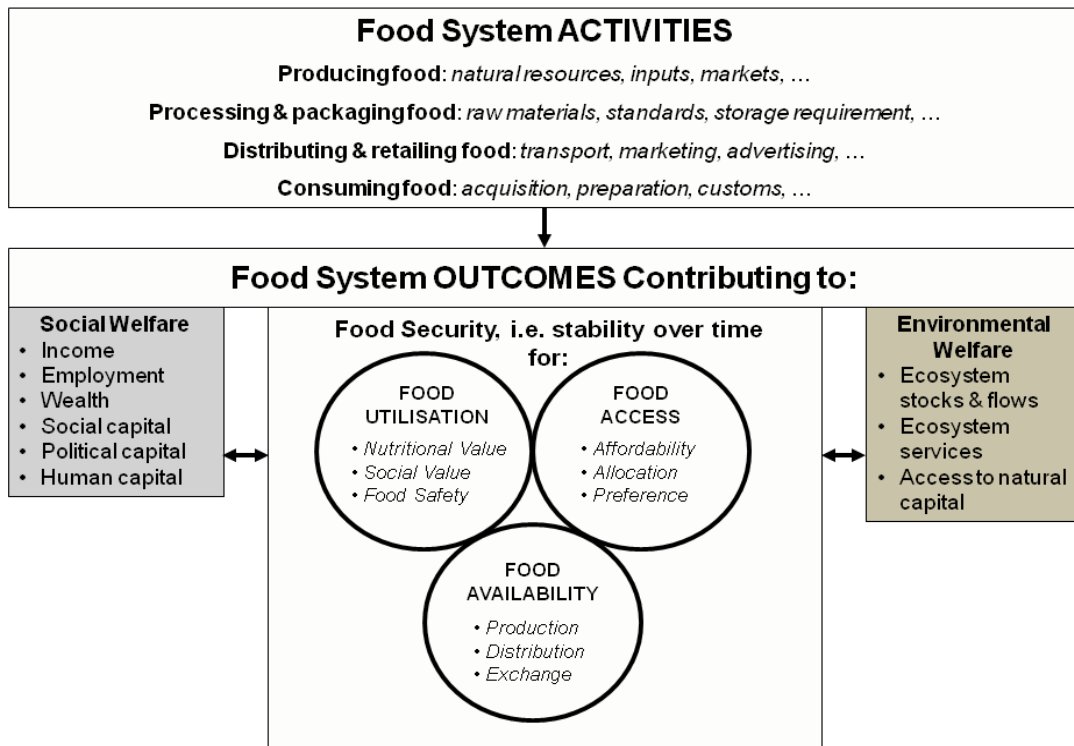 Food System ACTIVITIES
Producing food: natural resources, inputs, markets, …
Processing & packaging food: raw materials, standards, storage requirement, …
Distributing & retailing food: transport, marketing, advertising, …
Consuming food: acquisition, preparation, customs, …
Food System OUTCOMES Contributing to:
Social Welfare
• Income
• Employment
• Wealth
• Social capital
• Political capital
• Human capital
Food Security, i.e. stability over time
for:
FOOD
UTILISATION
• Nutritional Value
• Social Value
• Food Safety
FOOD
ACCESS
• Affordability
• Allocation
• Preference
FOOD
AVAILABILITY
• Production
• Distribution
• Exchange
Environmental
Welfare
• Ecosystem
stocks & flows
• Ecosystem
services
• Access to natural
capital